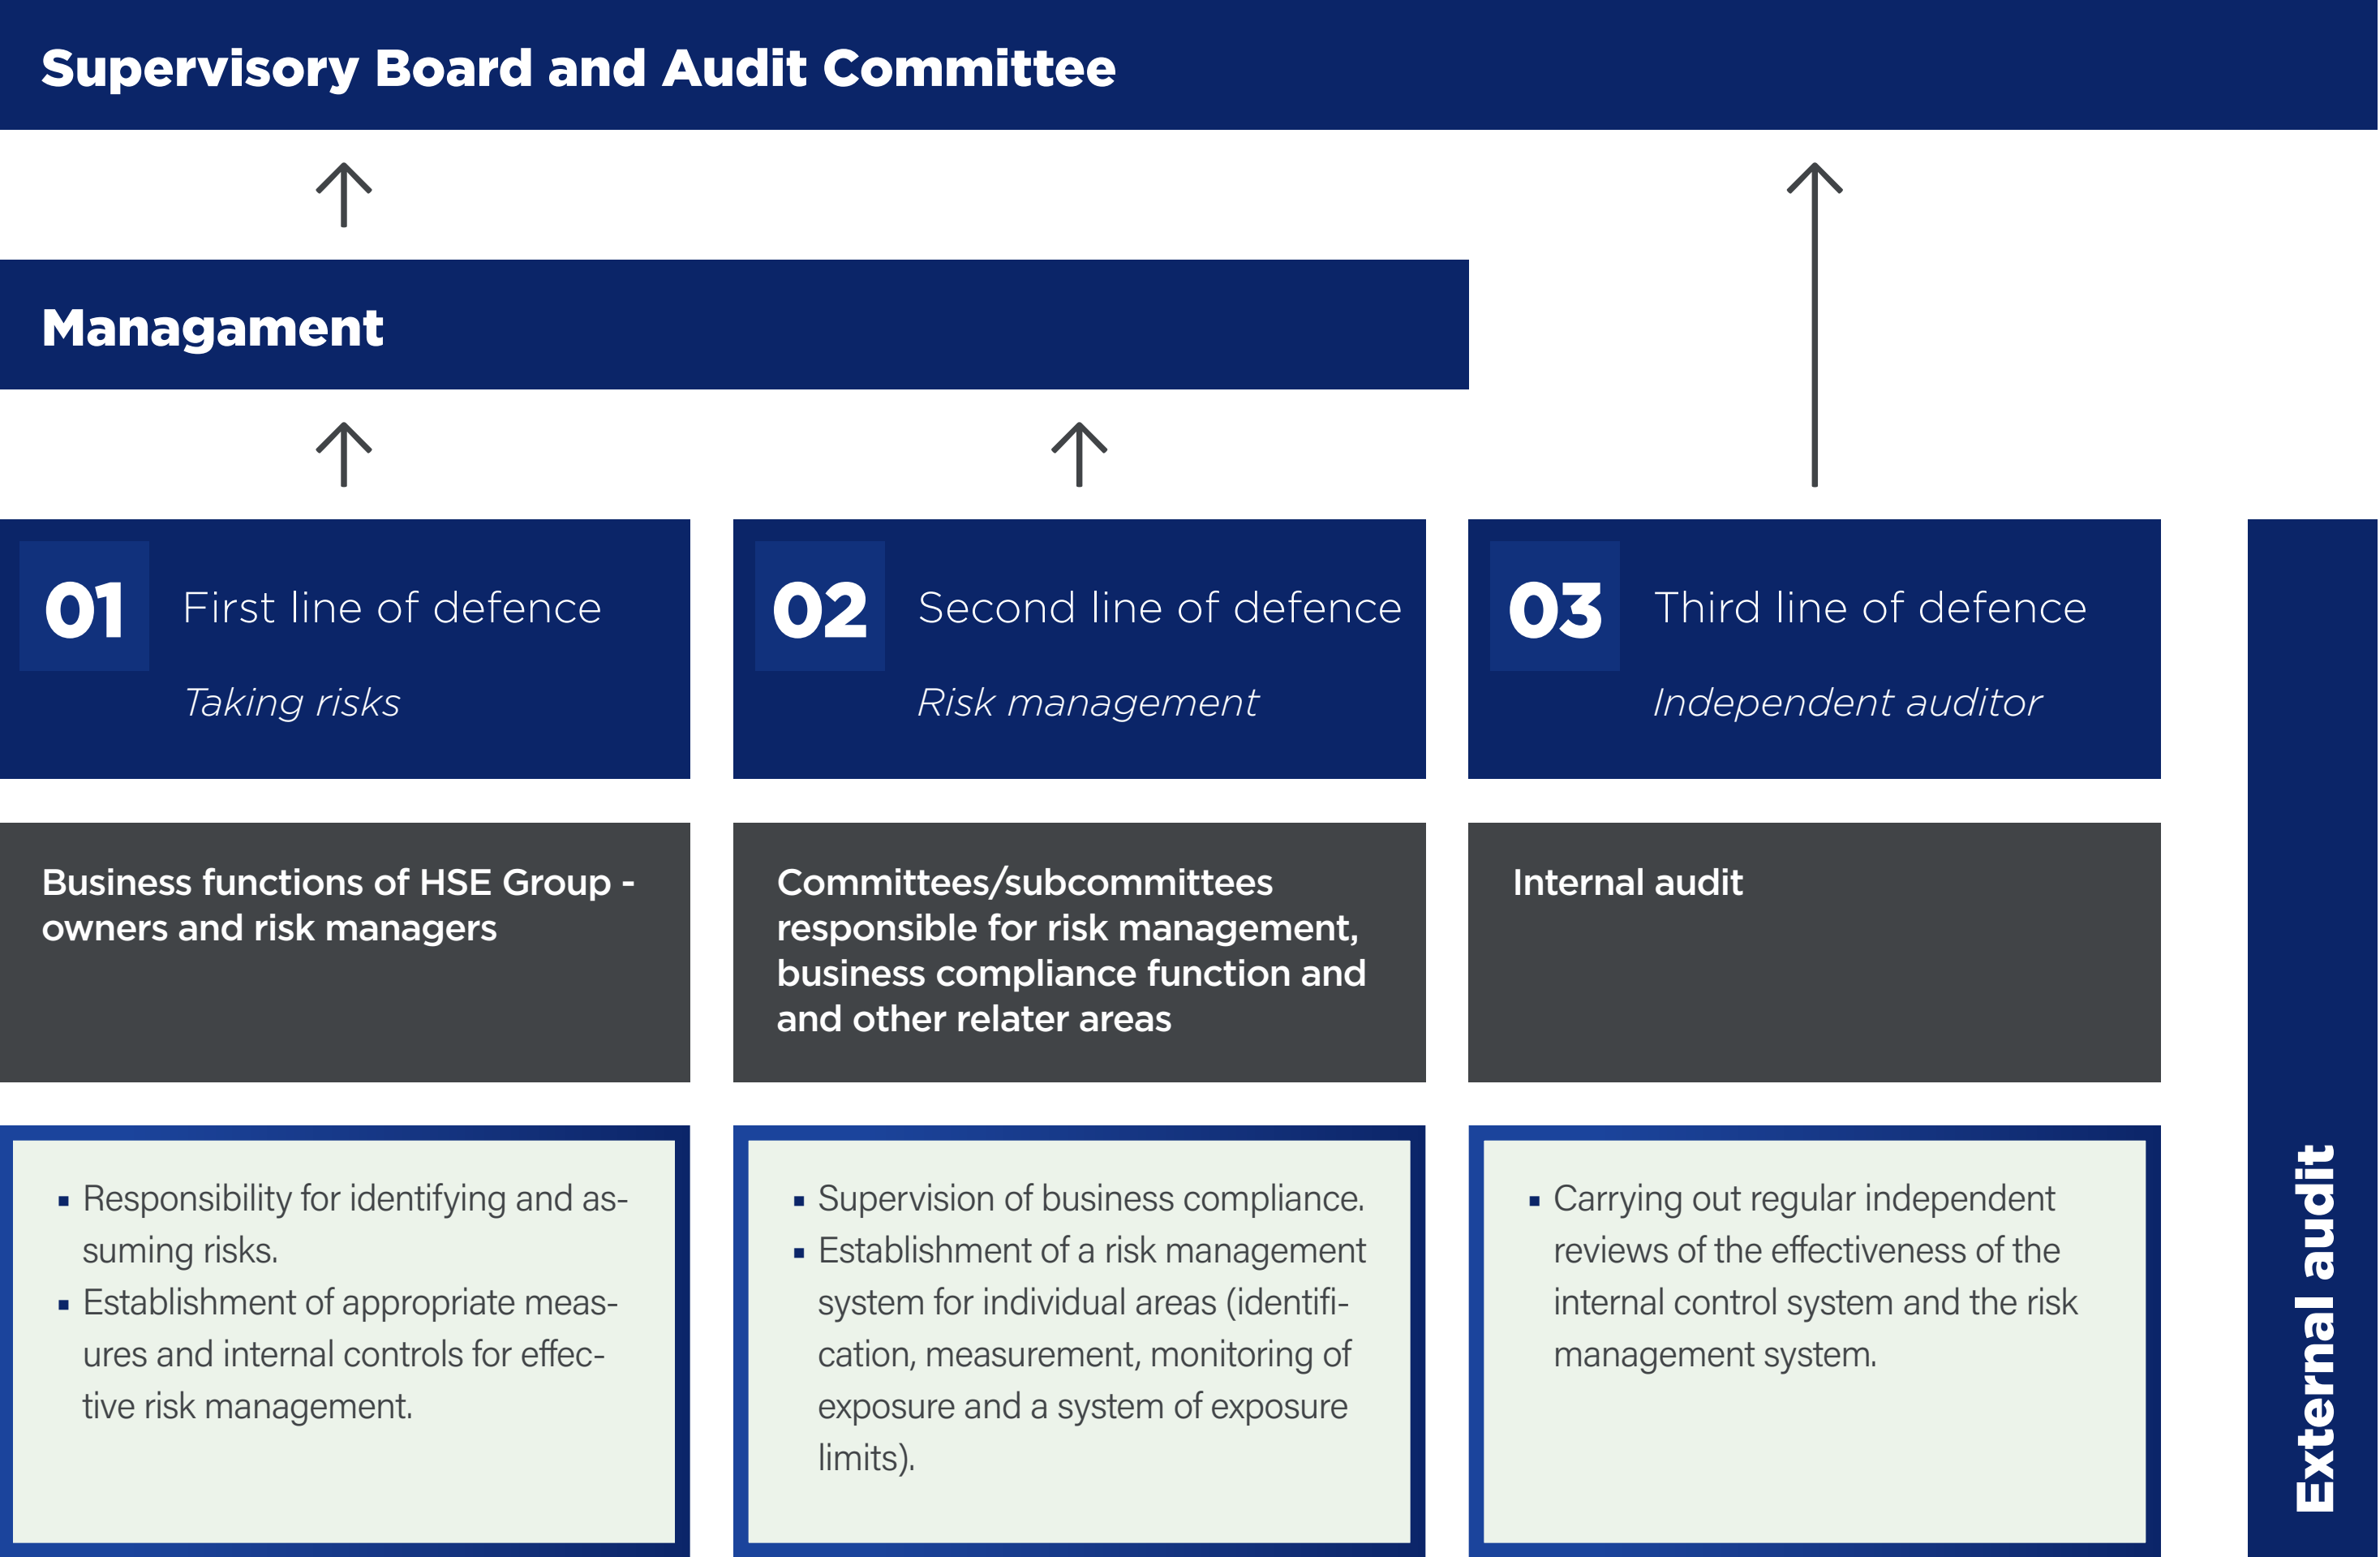 Supervisory Board and Audit Committee
Managament
01
First line of defence
Taking risks
02
Second line of defence
Risk management
03
Third line of defence
Independent auditor
Business functions of HSE Group -
owners and risk managers
Committees/subcommittees
responsible for risk management,
business compliance function and
and other relater areas
Internal audit
▪ Responsibility for identifying and as-
suming risks.
▪ Establishment of appropriate meas-
ures and internal controls for effec-
tive risk management.
▪ Supervision of business compliance.
▪ Establishment of a risk management
system for individual areas (identifi-
cation, measurement, monitoring of
exposure and a system of exposure
limits).
▪ Carrying out regular independent
reviews of the effectiveness of the
internal control system and the risk
management system.
External audit